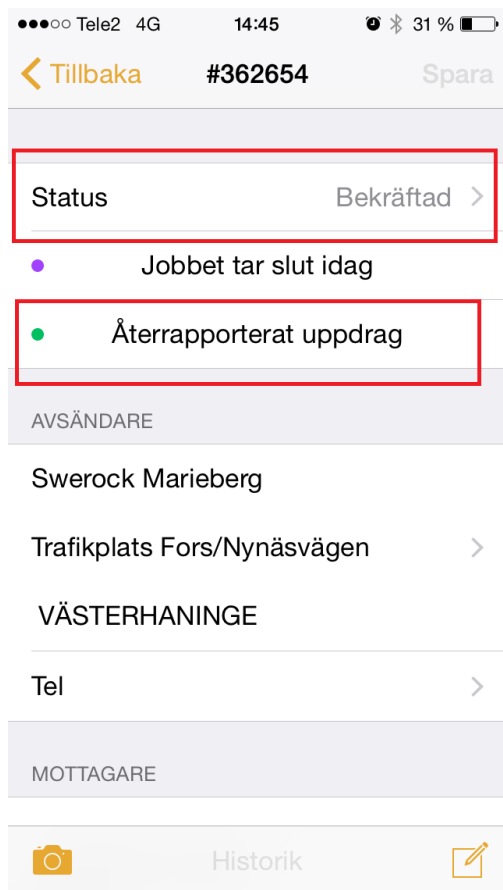 Tele2 4G 14:45 31 %
Tillbaka #362654 Spara
Status Bekräftad
Jobbet tar slut idag
Återrapporterat uppdrag
AVSÄNDARE
Swerock Marieberg
Trafikplats Fors/Nynäsvägen
VÄSTERHANINGE
Tel
MOTTAGARE
Historik